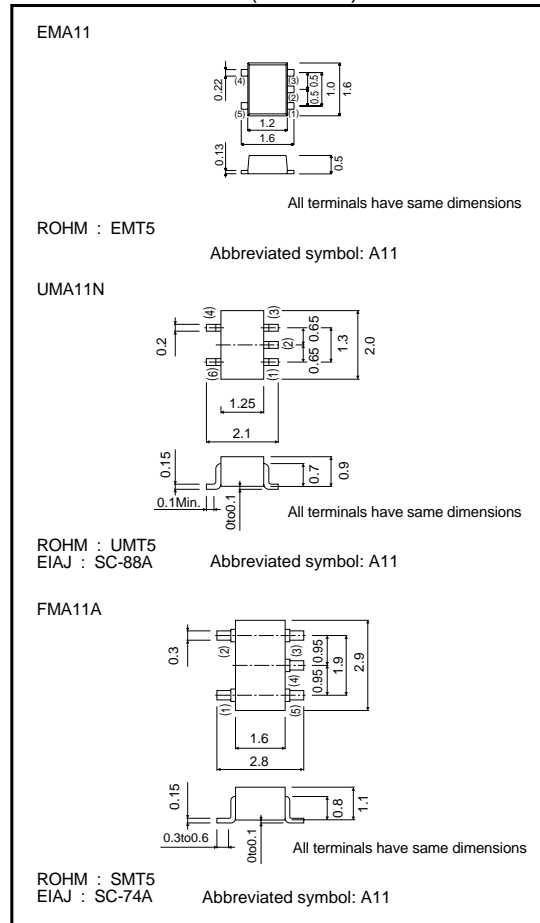 EMA11
0.22
(4)
(3)
0.5 0.5
1.0
1.6
(2)
(5)
(1)
1.2
1.6
0.13
0.5
All terminals have same dimensions
ROHM : EMT5
Abbreviated symbol: A11
UMA11N
(4)
(3)
0.2
(2)
0.65
0.65
1.3
2.0
(6)
(1)
1.25
2.1
0.15
0.7
0.9
0.1Min.
0to0.1
All terminals have same dimensions
ROHM : UMT5
EIAJ : SC-88A
Abbreviated symbol: A11
FMA11A
0.3
(2)
(3)
0.95
0.95
1.9
2.9
(4)
(1)
(5)
1.6
2.8
0.15
0.8
1.1
0.3to0.6
0to0.1
All terminals have same dimensions
ROHM : SMT5
EIAJ : SC-74A
Abbreviated symbol: A11